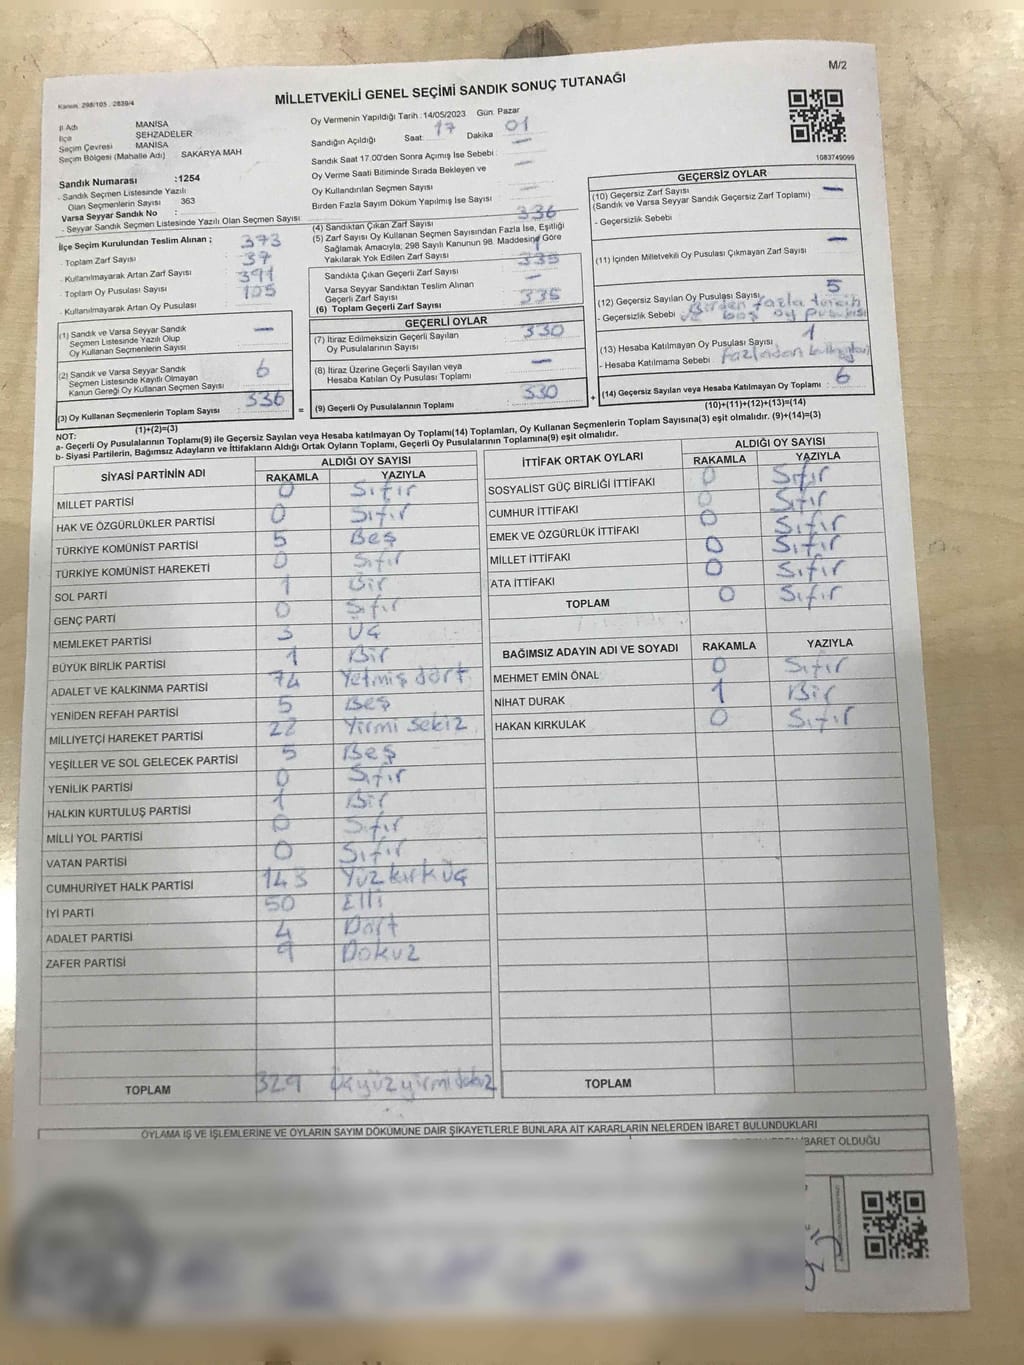 M/2
Kanun. 298/105 . 2839/4
MİLLETVEKİLİ GENEL SEÇİMİ SANDIK SONUÇ TUTANAĞI
İl Adı MANİSA
İlçe ŞEHZADELER
Seçim Çevresi MANİSA
Seçim Bölgesi (Mahalle Adı) SAKARYA MAH
Sandık Numarası :1254
- Sandık Seçmen Listesinde Yazılı
Olan Seçmenlerin Sayısı 363
Varsa Seyyar Sandık No :
- Seyyar Sandık Seçmen Listesinde Yazılı Olan Seçmen Sayısı
Oy Vermenin Yapıldığı Tarih : 14/05/2023 Gün. Pazar
Sandığın Açıldığı Saat: 17 Dakika 01
Sandık Saat 17.00'den Sonra Açımış İse Sebebi : —
Oy Verme Saati Bitiminde Sırada Bekleyen ve
Oy Kullandırılan Seçmen Sayısı —
Birden Fazla Sayım Döküm Yapılmış İse Sayısı —
1083749099
İlçe Seçim Kurulundan Teslim Alınan ;
- Toplam Zarf Sayısı 373
- Kullanılmayarak Artan Zarf Sayısı 37
- Toplam Oy Pusulası Sayısı 391
- Kullanılmayarak Artan Oy Pusulası 105
(1) Sandık ve Varsa Seyyar Sandık
Seçmen Listesinde Yazılı Olup
Oy Kullanan Seçmenlerin Sayısı —
(2) Sandık ve Varsa Seyyar Sandık
Seçmen Listesinde Kayıtlı Olmayan
Kanun Gereği Oy Kullanan Seçmen Sayısı 6
(3) Oy Kullanan Seçmenlerin Toplam Sayısı : 336
(1)+(2)=(3)
(4) Sandıktan Çıkan Zarf Sayısı 336
(5) Zarf Sayısı Oy Kullanan Seçmen Sayısından Fazla İse, Eşitliği
Sağlamak Amacıyla; 298 Sayılı Kanunun 98. Maddesine Göre
Yakılarak Yok Edilen Zarf Sayısı 1
Sandıkta Çıkan Geçerli Zarf Sayısı 335
Varsa Seyyar Sandıktan Teslim Alınan
Geçerli Zarf Sayısı —
(6) Toplam Geçerli Zarf Sayısı 335
GEÇERLİ OYLAR
(7) İtiraz Edilmeksizin Geçerli Sayılan
Oy Pusulalarının Sayısı 330
(8) İtiraz Üzerine Geçerli Sayılan veya
Hesaba Katılan Oy Pusulası Toplamı —
= (9) Geçerli Oy Pusulalarının Toplamı : 330 +
GEÇERSİZ OYLAR
(10) Geçersiz Zarf Sayısı
(Sandık ve Varsa Seyyar Sandık Geçersiz Zarf Toplamı) —
- Geçersizlik Sebebi
(11) İçinden Milletvekili Oy Pusulası Çıkmayan Zarf Sayısı —
(12) Geçersiz Sayılan Oy Pusulası Sayısı 5
- Geçersizlik Sebebi Birden fazla tercih
ve boş oy pusulası
(13) Hesaba Katılmayan Oy Pusulası Sayısı 1
- Hesaba Katılmama Sebebi Fazladan
(14) Geçersiz Sayılan veya Hesaba Katılmayan Oy Toplamı : 6
(10)+(11)+(12)+(13)=(14)
NOT:
a- Geçerli Oy Pusulalarının Toplamı(9) ile Geçersiz Sayılan veya Hesaba katılmayan Oy Toplamı(14) Toplamları, Oy Kullanan Seçmenlerin Toplam Sayısına(3) eşit olmalıdır. (9)+(14)=(3)
b- Siyasi Partilerin, Bağımsız Adayların ve İttifakların Aldığı Ortak Oyların Toplamı, Geçerli Oy Pusulalarının Toplamına(9) eşit olmalıdır.
SİYASİ PARTİNİN ADI ALDIĞI OY SAYISI
RAKAMLA YAZIYLA
MİLLET PARTİSİ 0 Sıfır
HAK VE ÖZGÜRLÜKLER PARTİSİ 0 Sıfır
TÜRKİYE KOMÜNİST PARTİSİ 5 Beş
TÜRKİYE KOMÜNİST HAREKETİ 0 Sıfır
SOL PARTİ 1 Bir
GENÇ PARTİ 0 Sıfır
MEMLEKET PARTİSİ 3 Üç
BÜYÜK BİRLİK PARTİSİ 1 Bir
ADALET VE KALKINMA PARTİSİ 74 Yetmiş dört
YENİDEN REFAH PARTİSİ 5 Beş
MİLLİYETÇİ HAREKET PARTİSİ 28 Yirmi Sekiz
YEŞİLLER VE SOL GELECEK PARTİSİ 5 Beş
YENİLİK PARTİSİ 0 Sıfır
HALKIN KURTULUŞ PARTİSİ 1 Bir
MİLLİ YOL PARTİSİ 0 Sıfır
VATAN PARTİSİ 0 Sıfır
CUMHURİYET HALK PARTİSİ 143 Yüz kırk üç
İYİ PARTİ 50 Elli
ADALET PARTİSİ 4 Dört
ZAFER PARTİSİ 9 Dokuz
TOPLAM 329
İTTİFAK ORTAK OYLARI ALDIĞI OY SAYISI
RAKAMLA YAZIYLA
SOSYALİST GÜÇ BİRLİĞİ İTTİFAKI 0 Sıfır
CUMHUR İTTİFAKI 0 Sıfır
EMEK VE ÖZGÜRLÜK İTTİFAKI 0 Sıfır
MİLLET İTTİFAKI 0 Sıfır
ATA İTTİFAKI 0 Sıfır
TOPLAM 0 Sıfır
BAĞIMSIZ ADAYIN ADI VE SOYADI RAKAMLA YAZIYLA
MEHMET EMİN ÖNAL 0 Sıfır
NİHAT DURAK 1 Bir
HAKAN KIRKULAK 0 Sıfır
TOPLAM
OYLAMA İŞ VE İŞLEMLERİNE VE OYLARIN SAYIM DÖKÜMÜNE DAİR ŞİKAYETLERLE BUNLARA AİT KARARLARIN NELERDEN İBARET BULUNDUKLARI
İBARET OLDUĞU